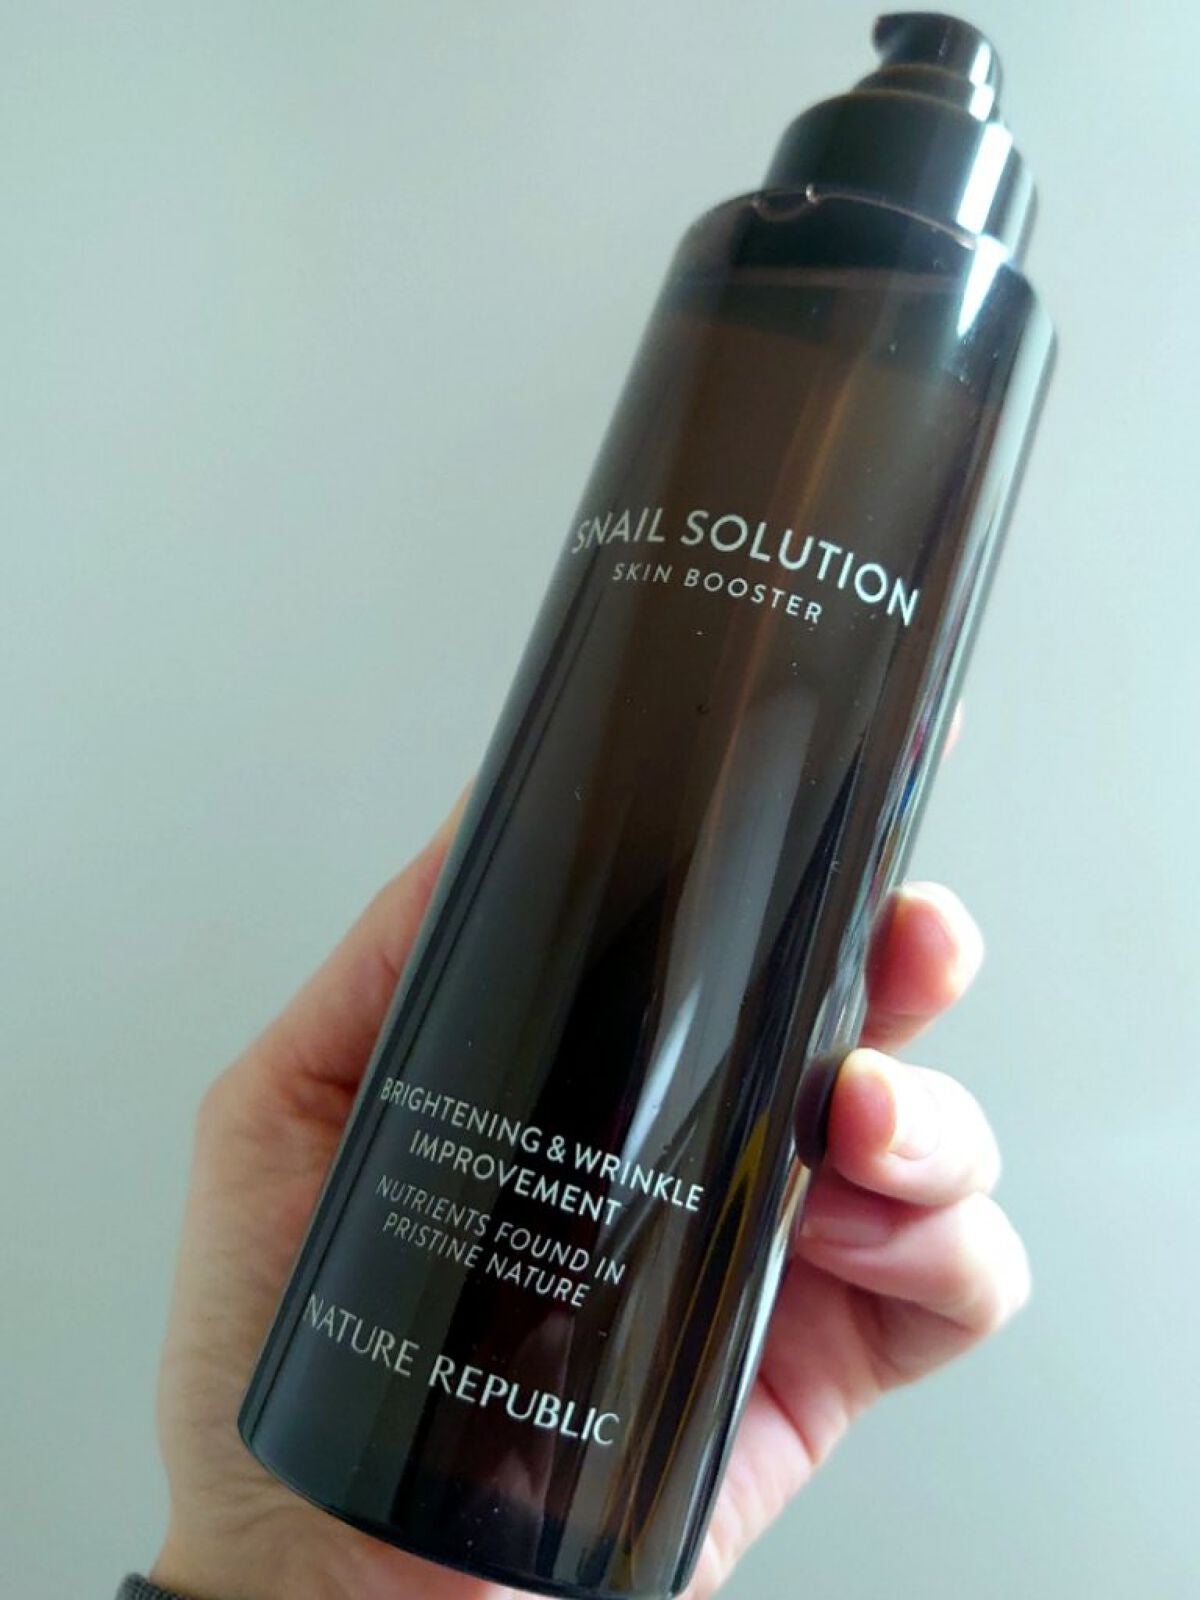 SNAIL SOLUTION
SKIN BOOSTER
BRIGHTENING & WRINKLE
IMPROVEMENT
NUTRIENTS FOUND IN
PRISTINE NATURE
NATURE REPUBLIC